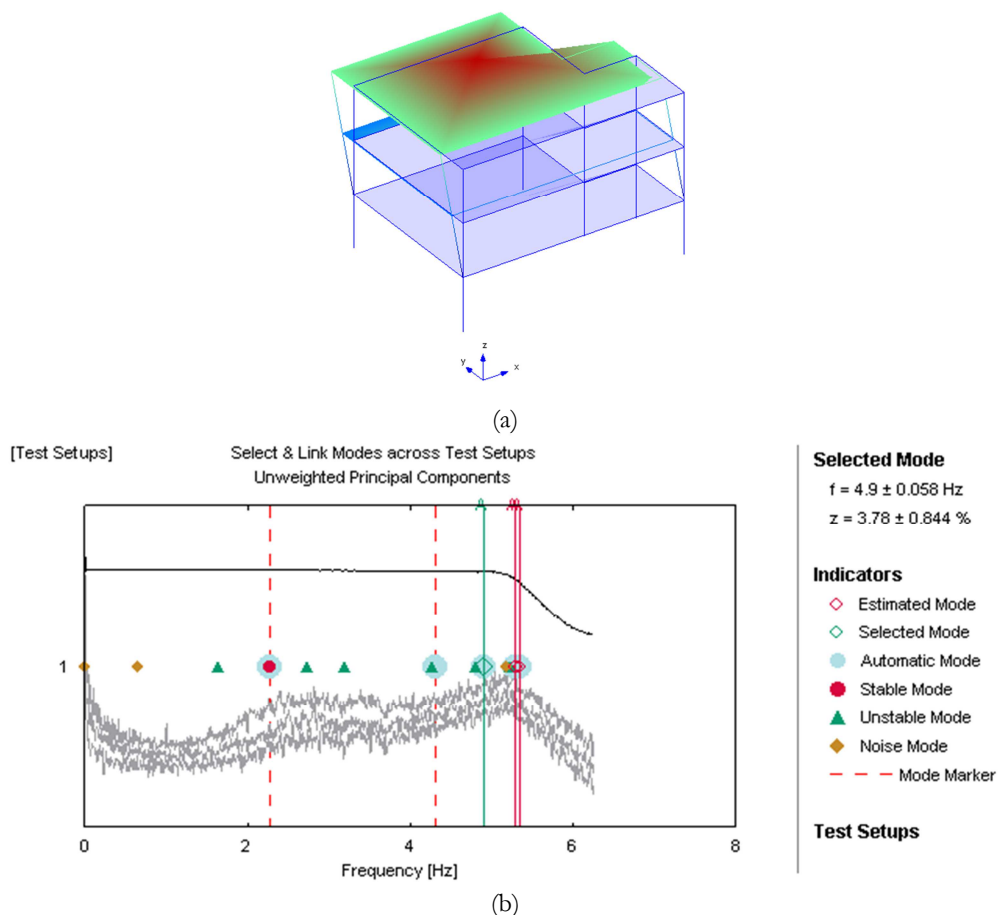 z
y
x
(a)
[Test Setups]
Select & Link Modes across Test Setups
Unweighted Principal Components
1
0
2
4
6
8
Frequency [Hz]
Selected Mode
f = 4.9 ± 0.058 Hz
z = 3.78 ± 0.844 %
Indicators
Estimated Mode
Selected Mode
Automatic Mode
Stable Mode
Unstable Mode
Noise Mode
Mode Marker
Test Setups
(b)